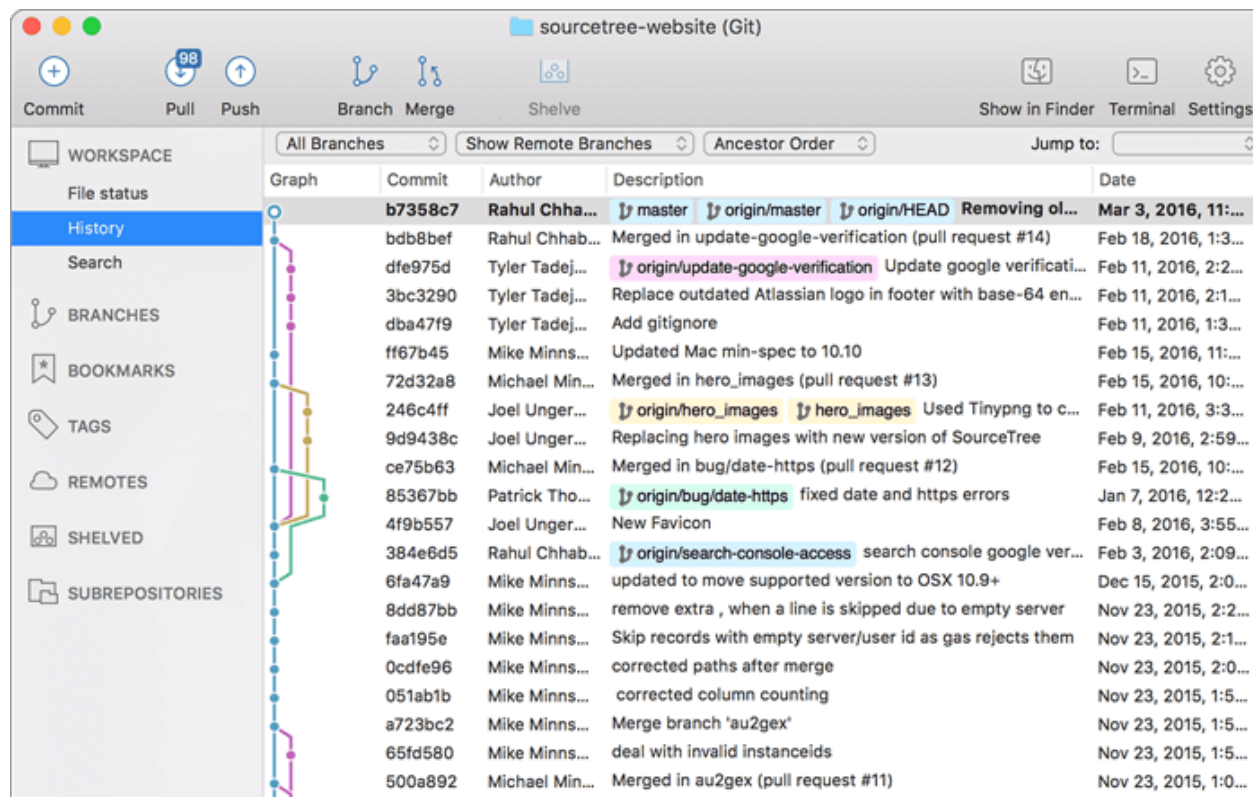 sourcetree-website (Git)
98
Commit Pull Push Branch Merge Shelve Show in Finder Terminal Settings
All Branches Show Remote Branches Ancestor Order Jump to:
WORKSPACE
File status
History
Search
BRANCHES
BOOKMARKS
TAGS
REMOTES
SHELVED
SUBREPOSITORIES
Graph Commit Author Description Date
b7358c7 Rahul Chha... master origin/master origin/HEAD Removing ol... Mar 3, 2016, 11:...
bdb8bef Rahul Chhab... Merged in update-google-verification (pull request #14) Feb 18, 2016, 1:3...
dfe975d Tyler Tadej... origin/update-google-verification Update google verificati... Feb 11, 2016, 2:2...
3bc3290 Tyler Tadej... Replace outdated Atlassian logo in footer with base-64 en... Feb 11, 2016, 2:1...
dba47f9 Tyler Tadej... Add gitignore Feb 11, 2016, 1:3...
ff67b45 Mike Minns... Updated Mac min-spec to 10.10 Feb 15, 2016, 11:...
72d32a8 Michael Min... Merged in hero_images (pull request #13) Feb 15, 2016, 10:...
246c4ff Joel Unger... origin/hero_images hero_images Used Tinypng to c... Feb 11, 2016, 3:3...
9d9438c Joel Unger... Replacing hero images with new version of SourceTree Feb 9, 2016, 2:59...
ce75b63 Michael Min... Merged in bug/date-https (pull request #12) Feb 15, 2016, 10:...
85367bb Patrick Tho... origin/bug/date-https fixed date and https errors Jan 7, 2016, 12:2...
4f9b557 Joel Unger... New Favicon Feb 8, 2016, 3:55...
384e6d5 Rahul Chhab... origin/search-console-access search console google ver... Feb 3, 2016, 2:09...
6fa47a9 Mike Minns... updated to move supported version to OSX 10.9+ Dec 15, 2015, 2:0...
8dd87bb Mike Minns... remove extra , when a line is skipped due to empty server Nov 23, 2015, 2:2...
faa195e Mike Minns... Skip records with empty server/user id as gas rejects them Nov 23, 2015, 2:1...
0cdfe96 Mike Minns... corrected paths after merge Nov 23, 2015, 2:0...
051ab1b Mike Minns... corrected column counting Nov 23, 2015, 1:5...
a723bc2 Mike Minns... Merge branch 'au2gex' Nov 23, 2015, 1:5...
65fd580 Mike Minns... deal with invalid instanceids Nov 23, 2015, 1:5...
500a892 Michael Min... Merged in au2gex (pull request #11) Nov 23, 2015, 1:0...